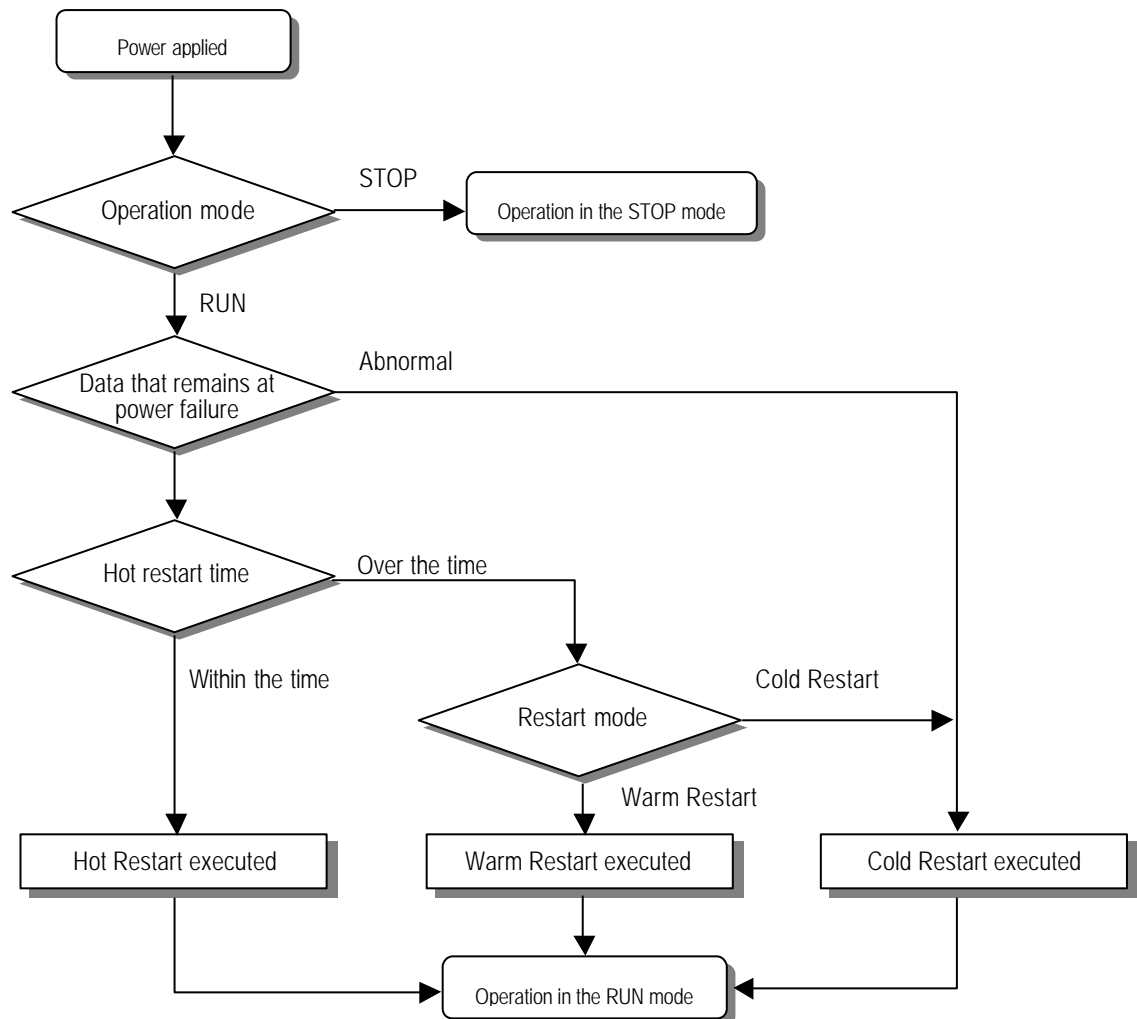 Power applied
STOP
Operation mode
Operation in the STOP mode
RUN
Abnormal
Data that remains at
power failure
Hot restart time
Over the time
Within the time
Cold Restart
Restart mode
Warm Restart
Hot Restart executed
Warm Restart executed
Cold Restart executed
Operation in the RUN mode